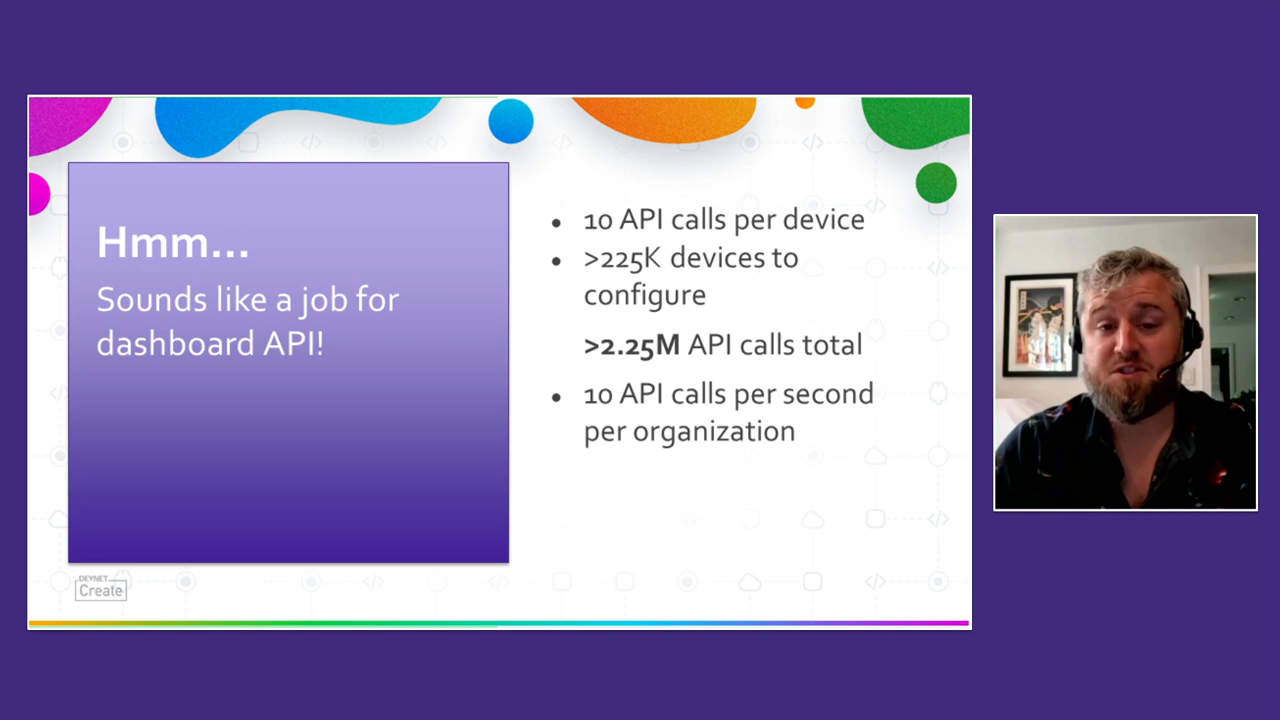 Hmm...
Sounds like a job for
dashboard API!
• 10 API calls per device
• >225K devices to
configure
>2.25M API calls total
• 10 API calls per second
per organization
DEVNET
Create